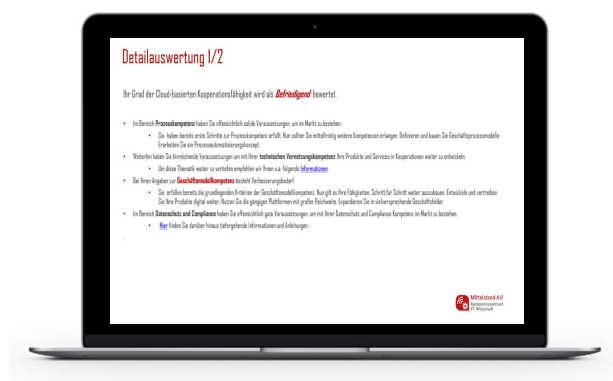 Detailauswertung 1/2
Ihr Grad der Cloud-basierten Kooperationsfähigkeit wird als Befriedigend bewertet.
• Im Bereich Prozesskompetenz haben Sie offensichtlich solide Voraussetzungen, um im Markt zu bestehen.
• Sie haben bereits erste Schritte zur Prozesskompetenz erfüllt. Nun sollten Sie mittelfristig weitere Kompetenzen erlangen. Definieren und bauen Sie Geschäftsprozessmodelle.
Erarbeiten Sie ein Prozessautomatisierungskonzept.
• Weiterhin haben Sie hinreichende Voraussetzungen um mit Ihrer technischen Vernetzungskompetenz Ihre Produkte und Services in Kooperationen weiter zu entwickeln.
• Um diese Thematik weiter zu vertiefen empfehlen wir Ihnen u.a. folgende Informationen.
• Bei Ihren Angaben zur Geschäftsmodellkompetenz besteht Verbesserungsbedarf.
• Sie erfüllen bereits die grundlegenden Kriterien der Geschäftsmodellkompetenz. Nun gilt es Ihre Fähigkeiten, Schritt für Schritt weiter auszubauen. Entwickeln und vertreiben
Sie Ihre Produkte digital weiter. Nutzen Sie die gängigen Plattformen mit großer Reichweite. Expandieren Sie in vielversprechende Geschäftsfelder.
• Im Bereich Datenschutz und Compliance haben Sie offensichtlich gute Voraussetzungen, um mit Ihrer Datenschutz und Compliance Kompetenz im Markt zu bestehen.
• Hier finden Sie darüber hinaus tiefergehende Informationen und Anleitungen.
Mittelstand 4.0
Kompetenzzentrum
IT-Wirtschaft